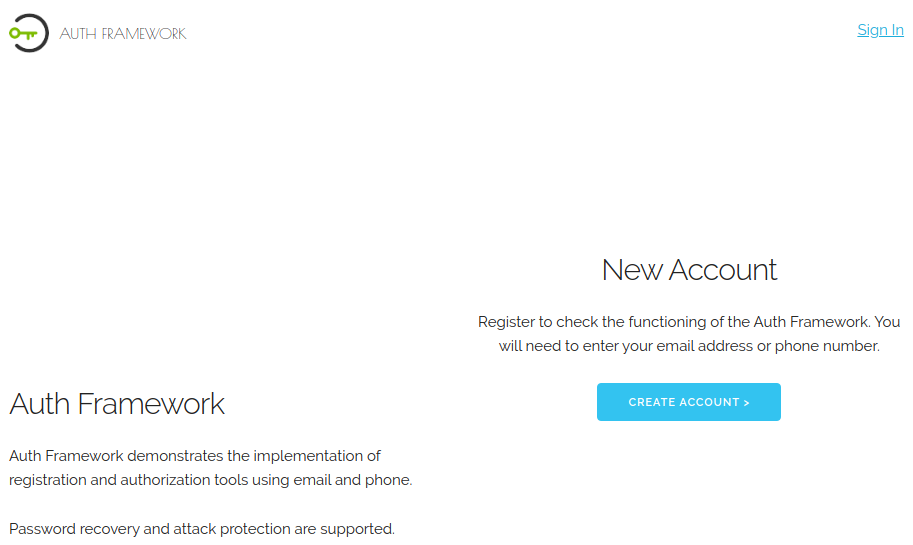 AUTH FRAMEWORK
Sign In
New Account
Register to check the functioning of the Auth Framework. You
will need to enter your email address or phone number.
CREATE ACCOUNT >
Auth Framework
Auth Framework demonstrates the implementation of
registration and authorization tools using email and phone.
Password recovery and attack protection are supported.